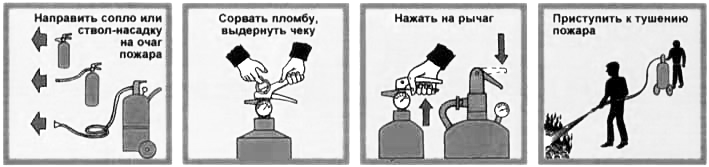 Направить сопло или
ствол-насадку
на очаг
пожара
Сорвать пломбу,
выдернуть чеку
Нажать на рычаг
Приступить к тушению
пожара